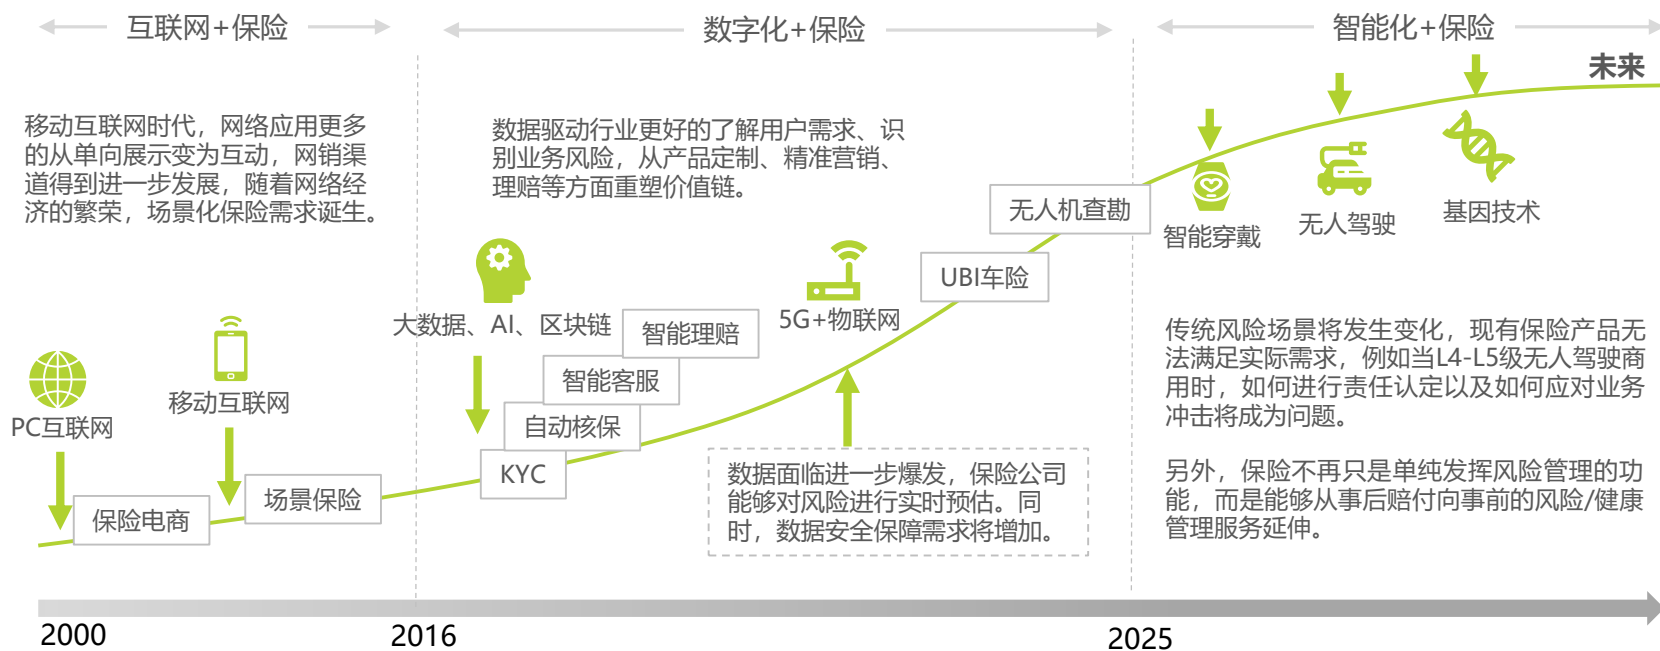 互联网+保险
数字化+保险
智能化+保险
未来
移动互联网时代，网络应用更多
的从单向展示变为互动，网销渠
道得到进一步发展，随着网络经
济的繁荣，场景化保险需求诞生。
数据驱动行业更好的了解用户需求、识
别业务风险，从产品定制、精准营销、
理赔等方面重塑价值链。
无人机查勘
智能穿戴
无人驾驶
基因技术
UBI车险
大数据、AI、区块链
5G+物联网
智能理赔
智能客服
自动核保
KYC
PC互联网
移动互联网
保险电商
场景保险
数据面临进一步爆发，保险公司
能够对风险进行实时预估。同
时，数据安全保障需求将增加。
传统风险场景将发生变化，现有保险产品无
法满足实际需求，例如当L4-L5级无人驾驶商
用时，如何进行责任认定以及如何应对业务
冲击将成为问题。
另外，保险不再只是单纯发挥风险管理的功
能，而是能够从事后赔付向事前的风险/健康
管理服务延伸。
2000
2016
2025